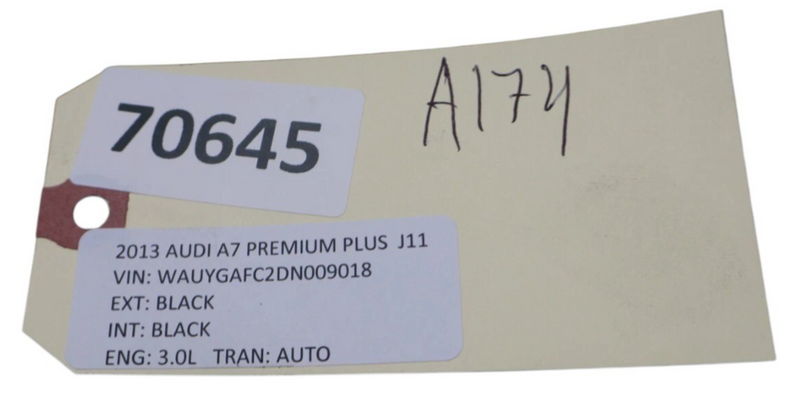 70645
A174
2013 AUDI A7 PREMIUM PLUS J11
VIN: WAUYGAFC2DN009018
EXT: BLACK
INT: BLACK
ENG: 3.0L TRAN: AUTO